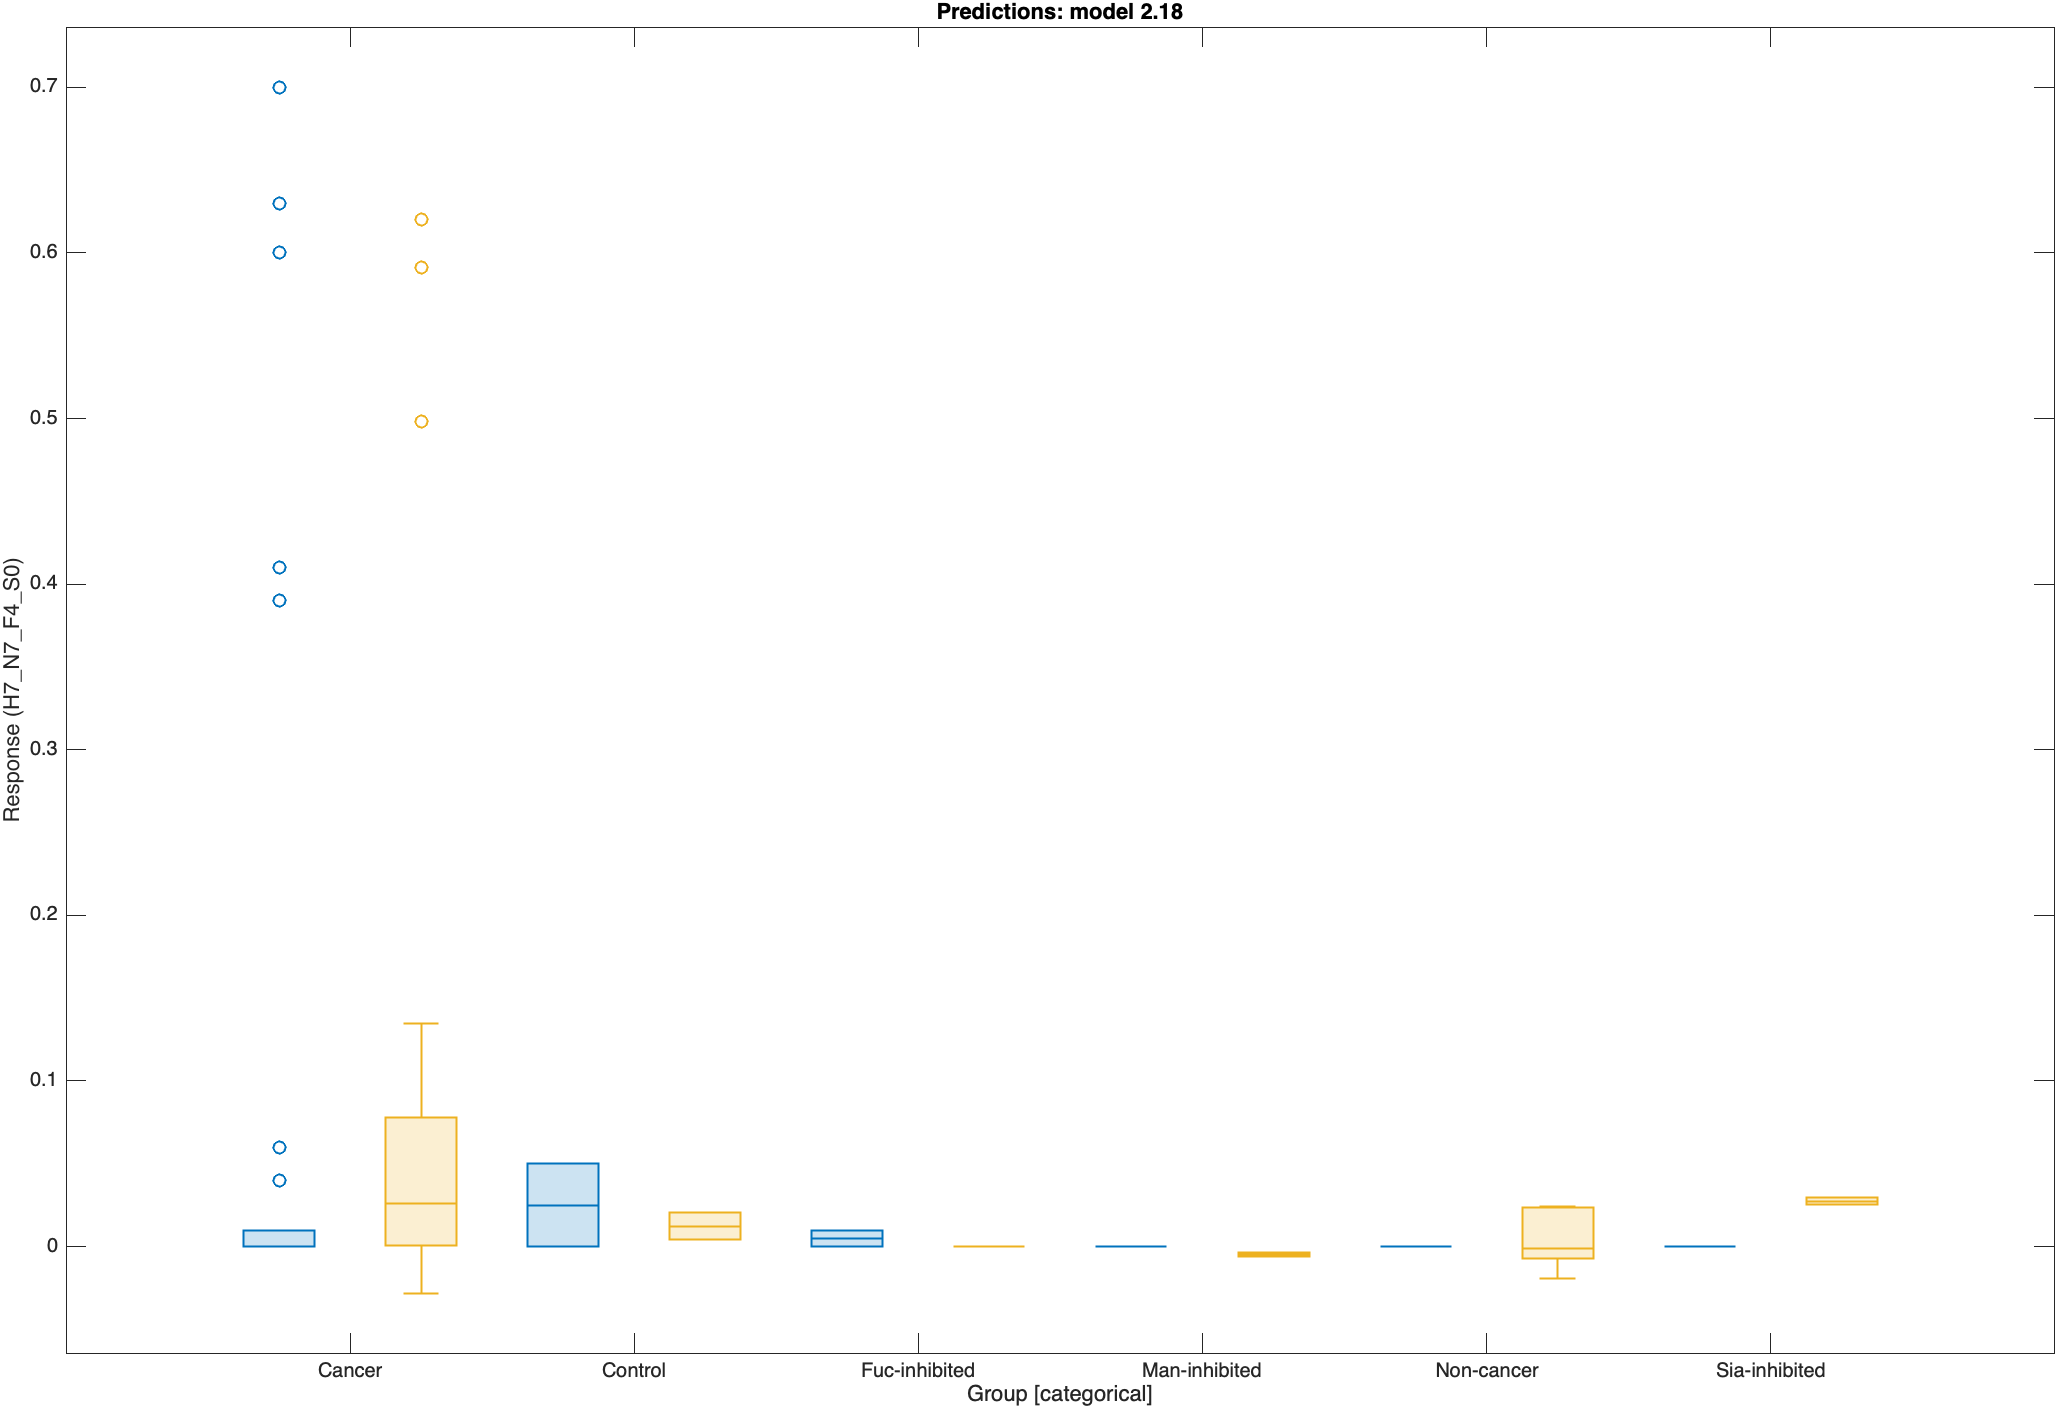 Predictions: model 2.18
0.7
0.6
0.5
0.4
0.3
0.2
0.1
0
Response (H7_N7_F4_S0)
Cancer Control Fuc-inhibited Man-inhibited Non-cancer Sia-inhibited
Group [categorical]